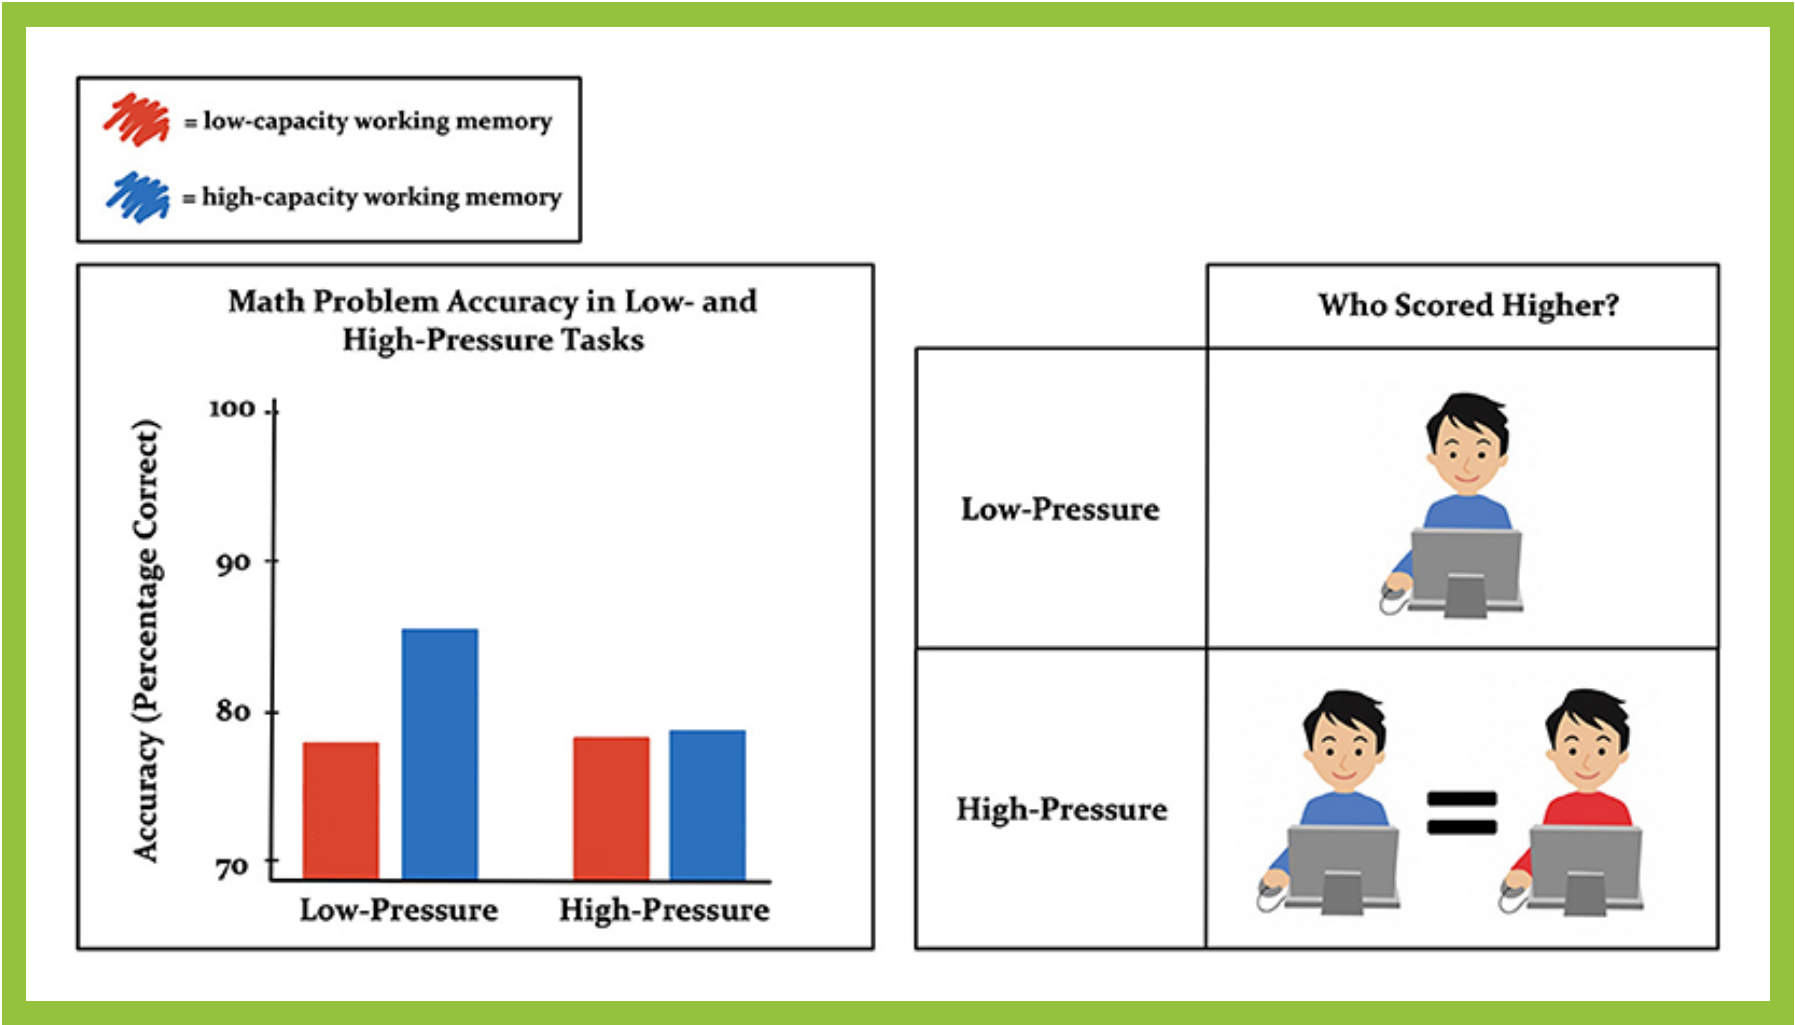 = low-capacity working memory
= high-capacity working memory
Math Problem Accuracy in Low- and
High-Pressure Tasks
Accuracy (Percentage Correct)
100
90
80
70
Low-Pressure
High-Pressure
Who Scored Higher?
Low-Pressure
High-Pressure
=